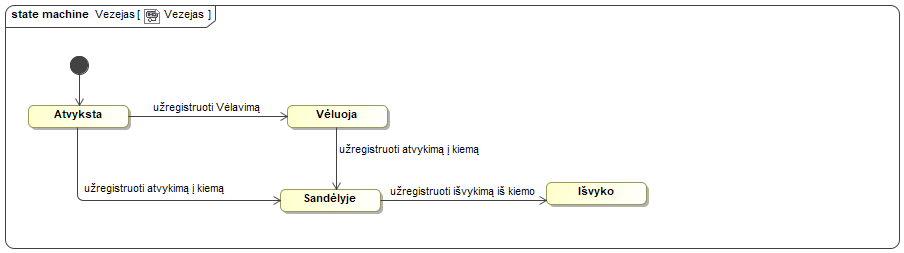 state machine Vezejas [ Vezejas ]
Atvyksta
užregistruoti Vėlavimą
Vėluoja
užregistruoti atvykimą į kiemą
užregistruoti atvykimą į kiemą
Sandėlyje
užregistruoti išvykimą iš kiemo
Išvyko